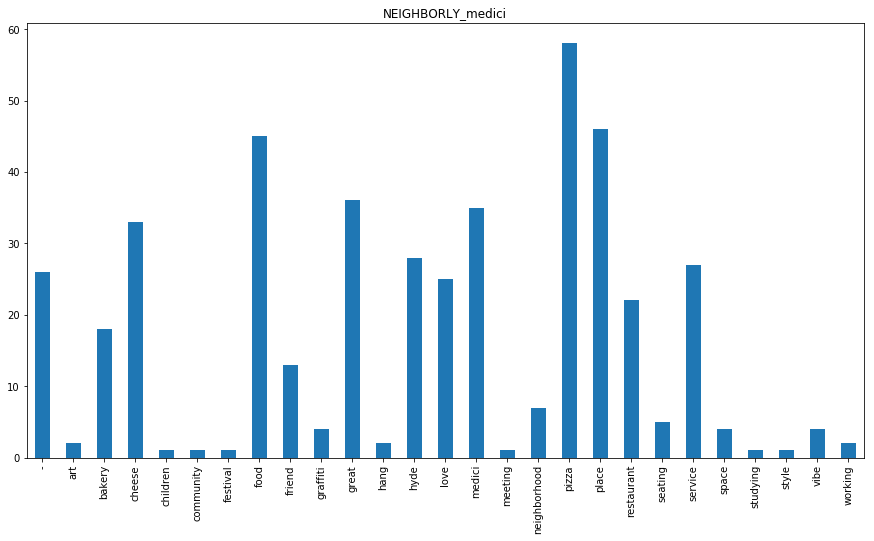 NEIGHBORLY_medici
60
50
40
30
20
10
0
-
art
bakery
cheese
children
community
festival
food
friend
graffiti
great
hang
hyde
love
medici
meeting
neighborhood
pizza
place
restaurant
seating
service
space
studying
style
vibe
working